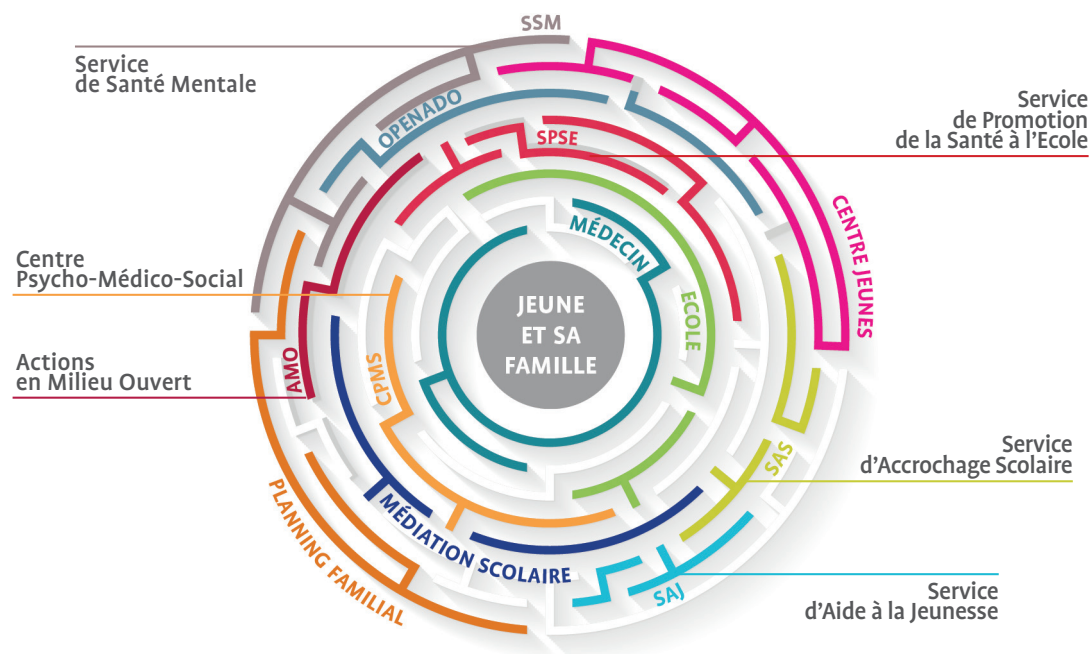 SSM
Service
de Santé Mentale
OPENADO
SPSE
Service
de Promotion
de la Santé à l'Ecole
CENTRE JEUNES
MÉDECIN
Centre
Psycho-Médico-Social
JEUNE
ET SA
FAMILLE
ECOLE
AMO
CPMS
Actions
en Milieu Ouvert
SAS
Service
d'Accrochage Scolaire
PLANNING FAMILIAL
MÉDIATION SCOLAIRE
SAJ
Service
d'Aide à la Jeunesse